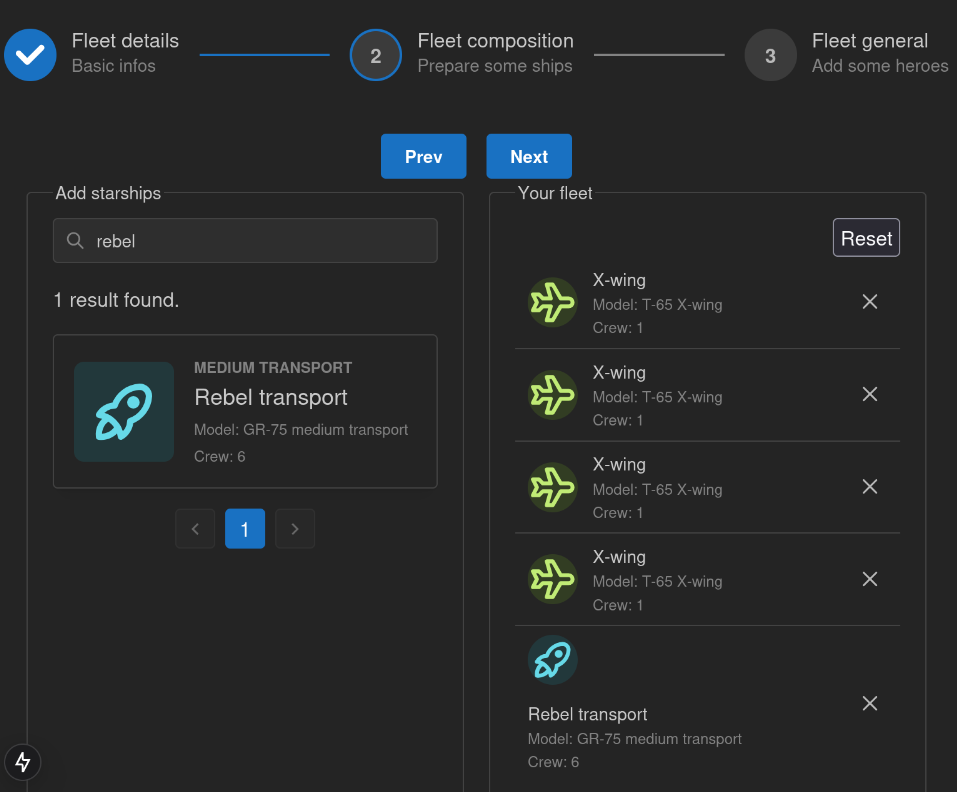 Fleet details
Basic infos
2
Fleet composition
Prepare some ships
3
Fleet general
Add some heroes
Prev
Next
Add starships
rebel
1 result found.
MEDIUM TRANSPORT
Rebel transport
Model: GR-75 medium transport
Crew: 6
1
Your fleet
Reset
X-wing
Model: T-65 X-wing
Crew: 1
X-wing
Model: T-65 X-wing
Crew: 1
X-wing
Model: T-65 X-wing
Crew: 1
X-wing
Model: T-65 X-wing
Crew: 1
Rebel transport
Model: GR-75 medium transport
Crew: 6